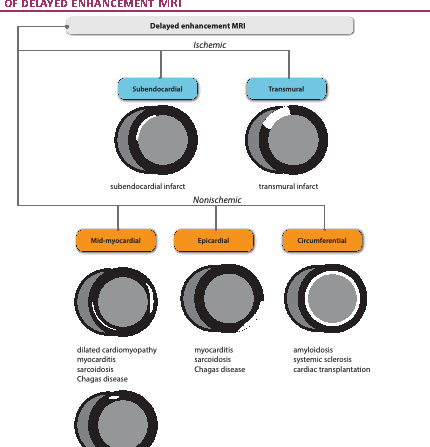 OF DELAYED ENHANCEMENT MRI
Delayed enhancement MRI
Ischemic
Subendocardial
Transmural
subendocardial infarct
transmural infarct
Nonischemic
Mid-myocardial
Epicardial
Circumferential
dilated cardiomyopathy
myocarditis
sarcoidosis
Chagas disease
myocarditis
sarcoidosis
Chagas disease
amyloidosis
systemic sclerosis
cardiac transplantation